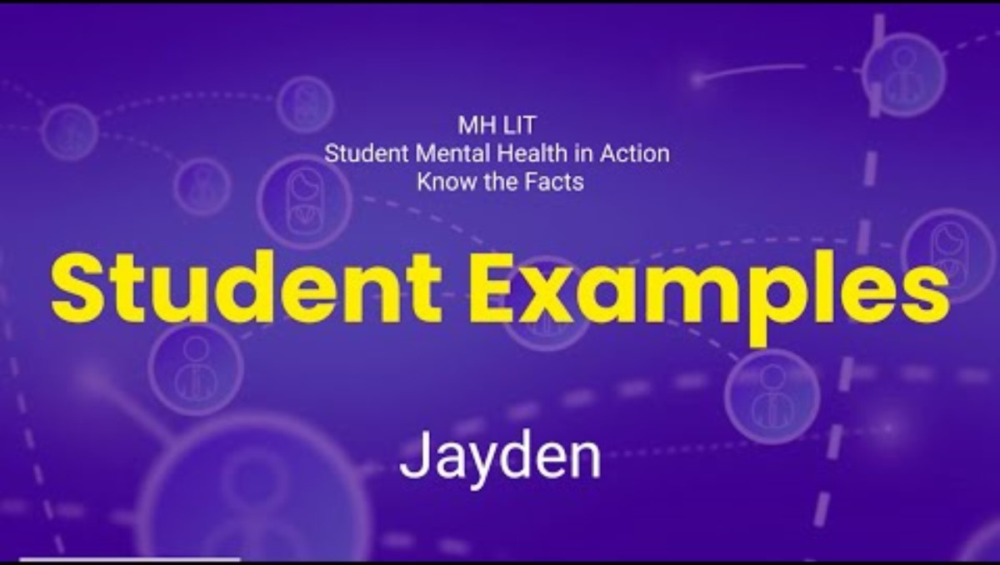 MH LIT
Student Mental Health in Action
Know the Facts
Student Examples
Jayden